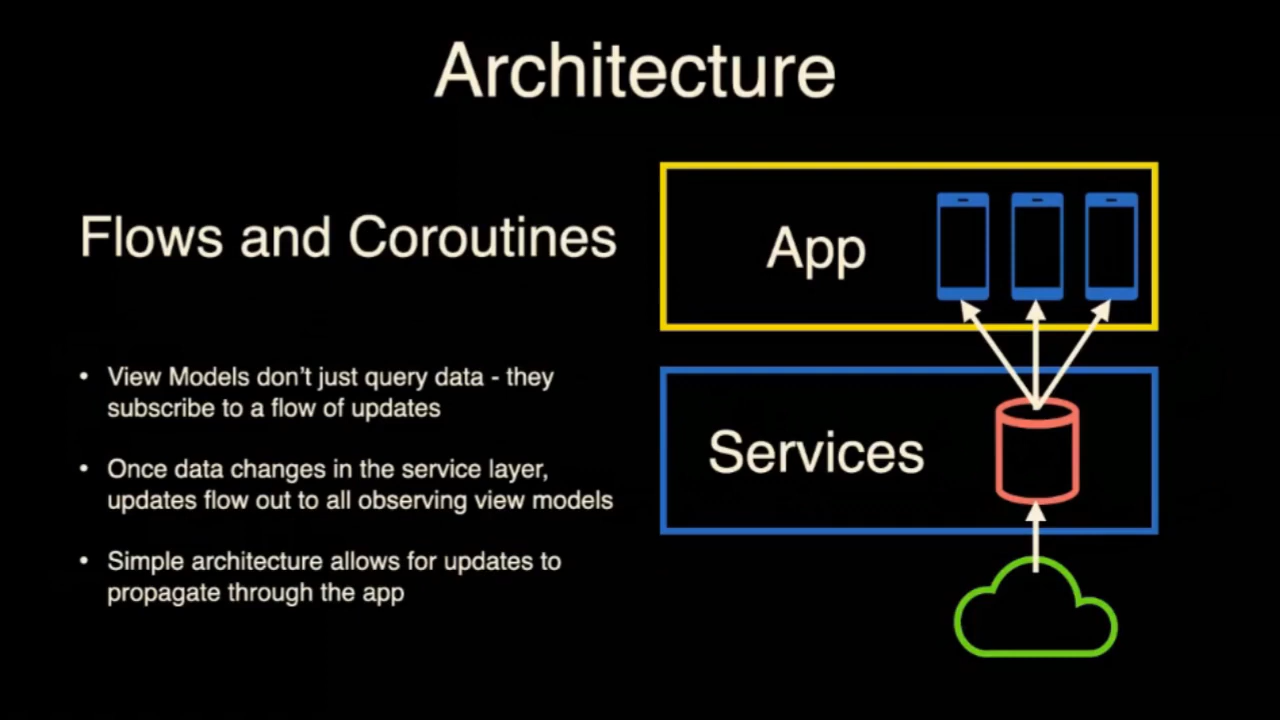 Architecture
Flows and Coroutines
• View Models don't just query data - they
subscribe to a flow of updates
• Once data changes in the service layer,
updates flow out to all observing view models
• Simple architecture allows for updates to
propagate through the app
App
Services